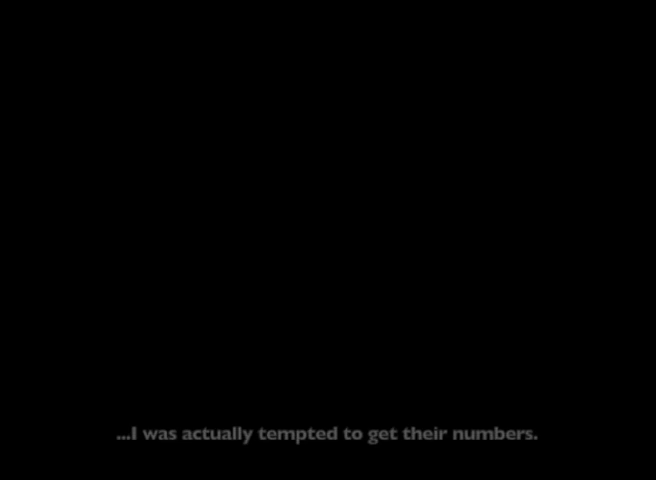 ...I was actually tempted to get their numbers.